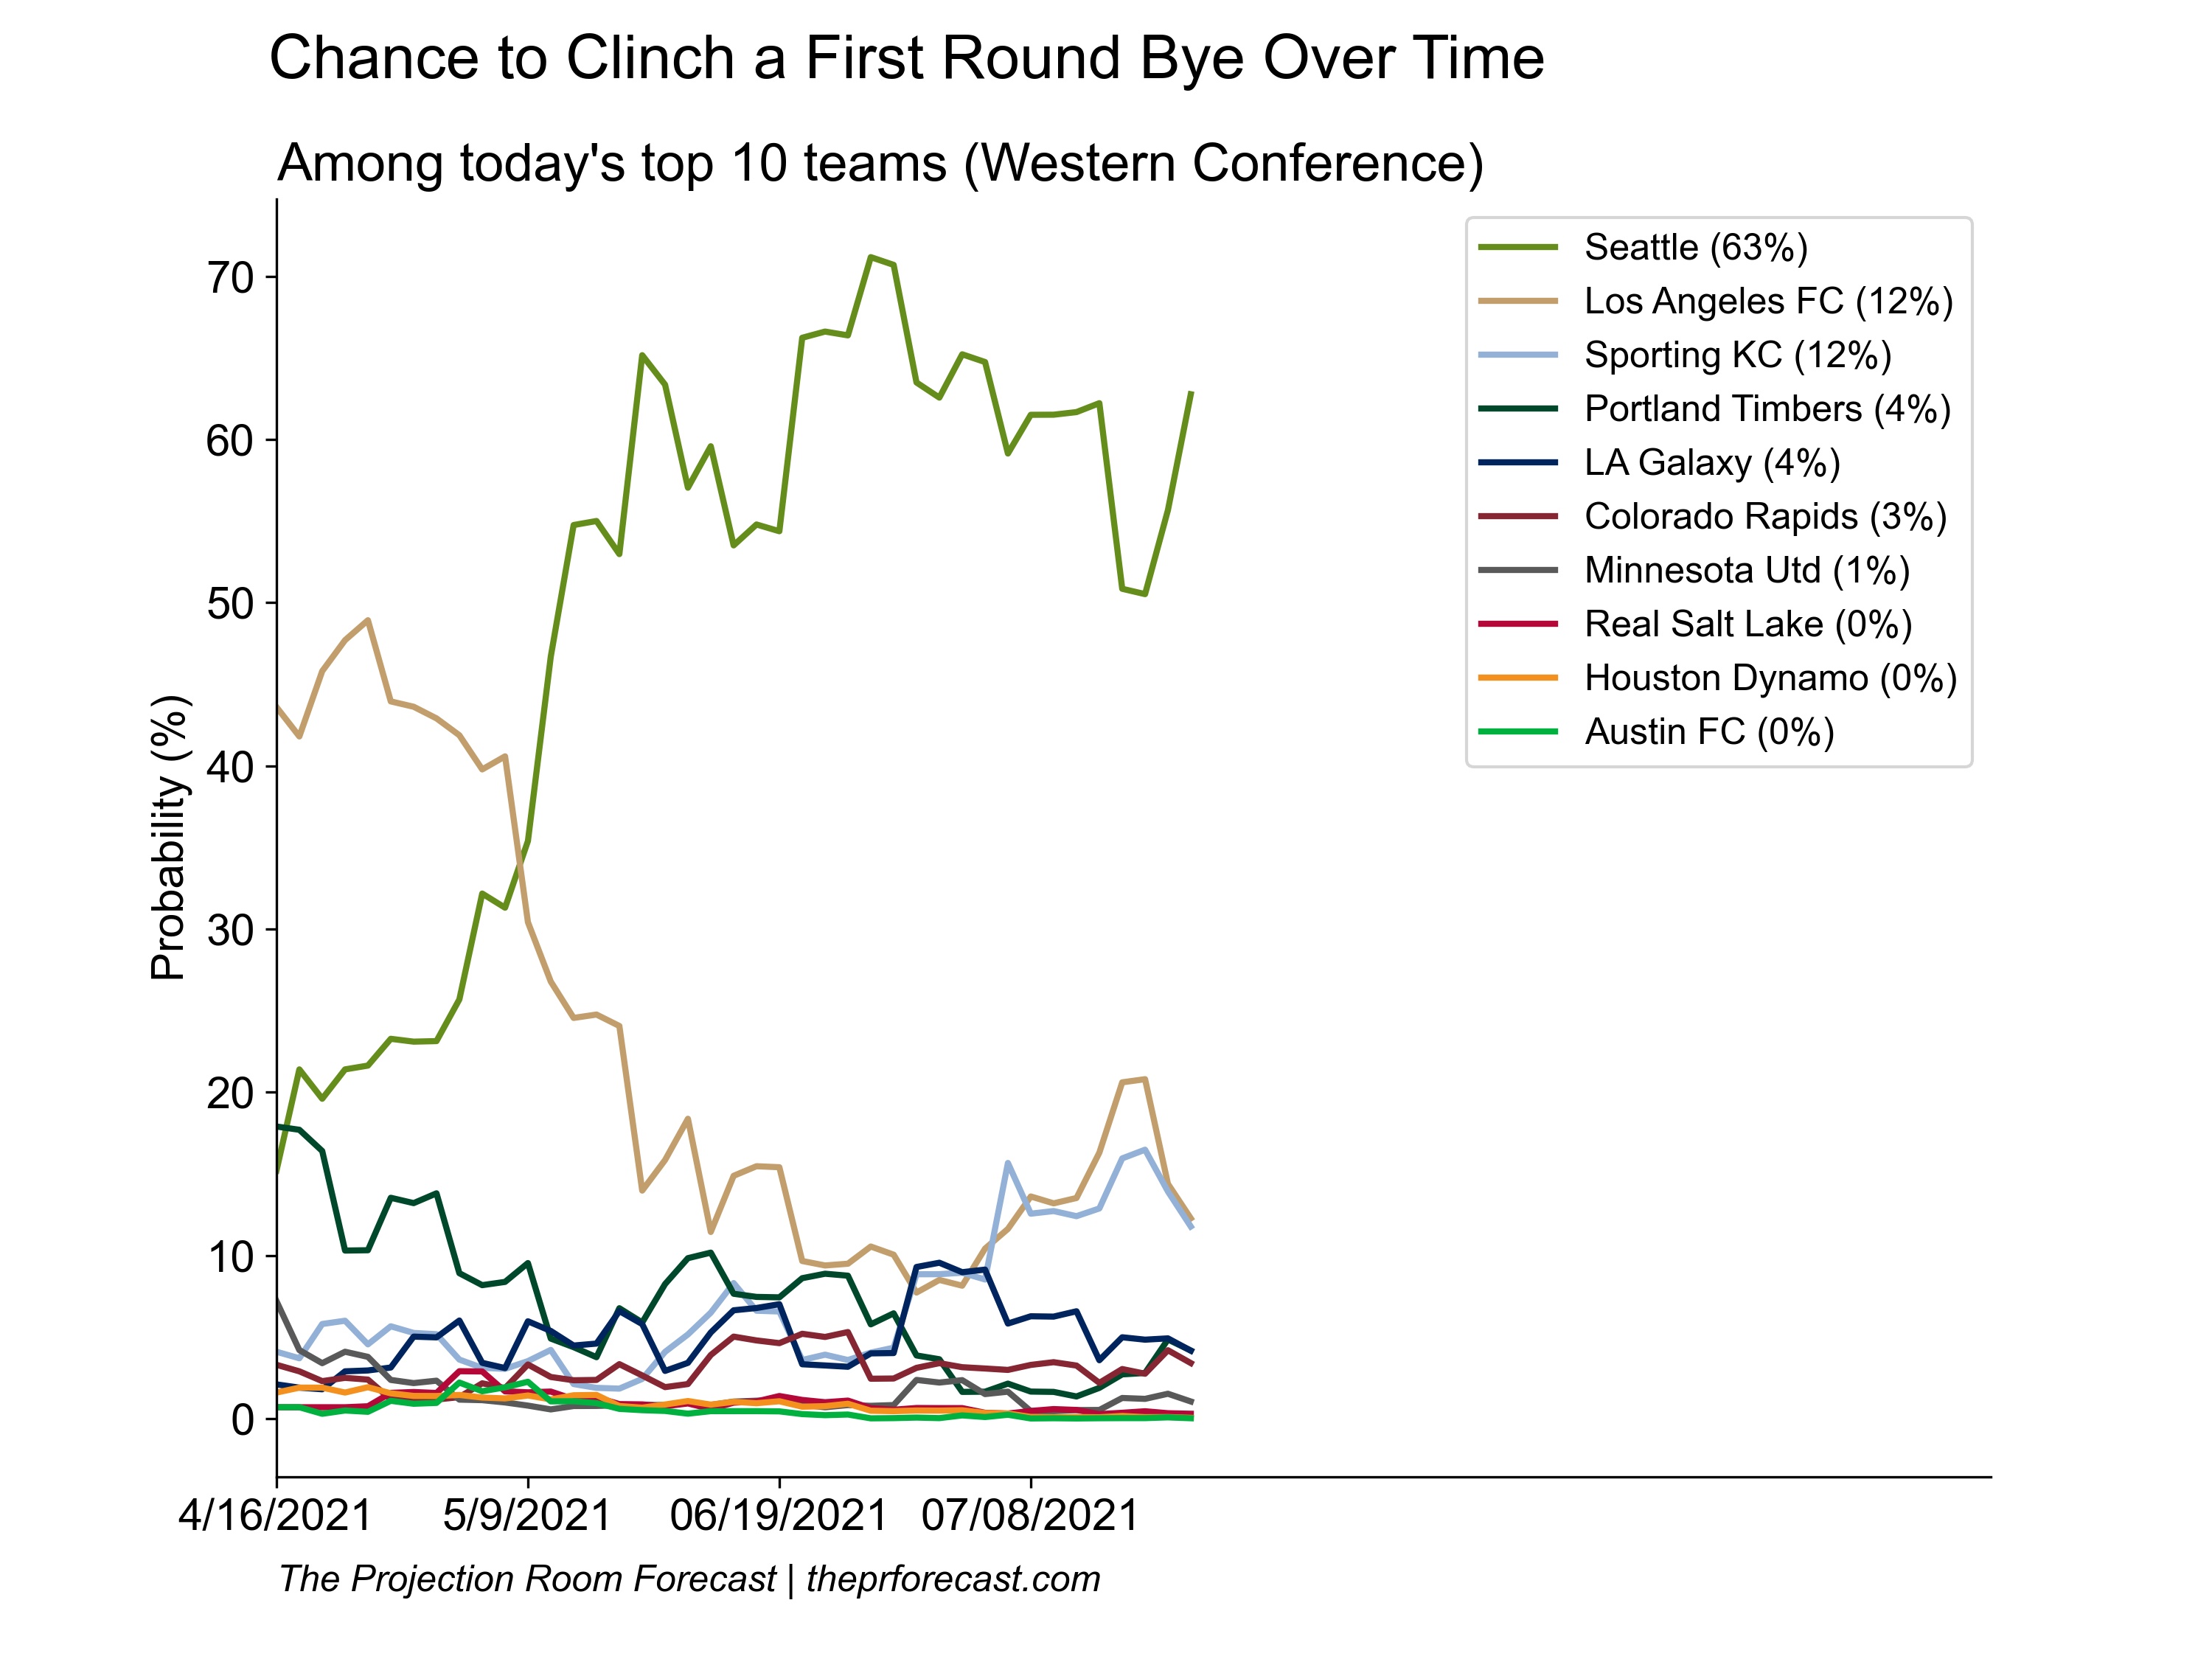 Chance to Clinch a First Round Bye Over Time
Among today's top 10 teams (Western Conference)
Seattle (63%)
Los Angeles FC (12%)
Sporting KC (12%)
Portland Timbers (4%)
LA Galaxy (4%)
Colorado Rapids (3%)
Minnesota Utd (1%)
Real Salt Lake (0%)
Houston Dynamo (0%)
Austin FC (0%)
Probability (%)
70
60
50
40
30
20
10
0
4/16/2021 5/9/2021 06/19/2021 07/08/2021
The Projection Room Forecast | theprforecast.com